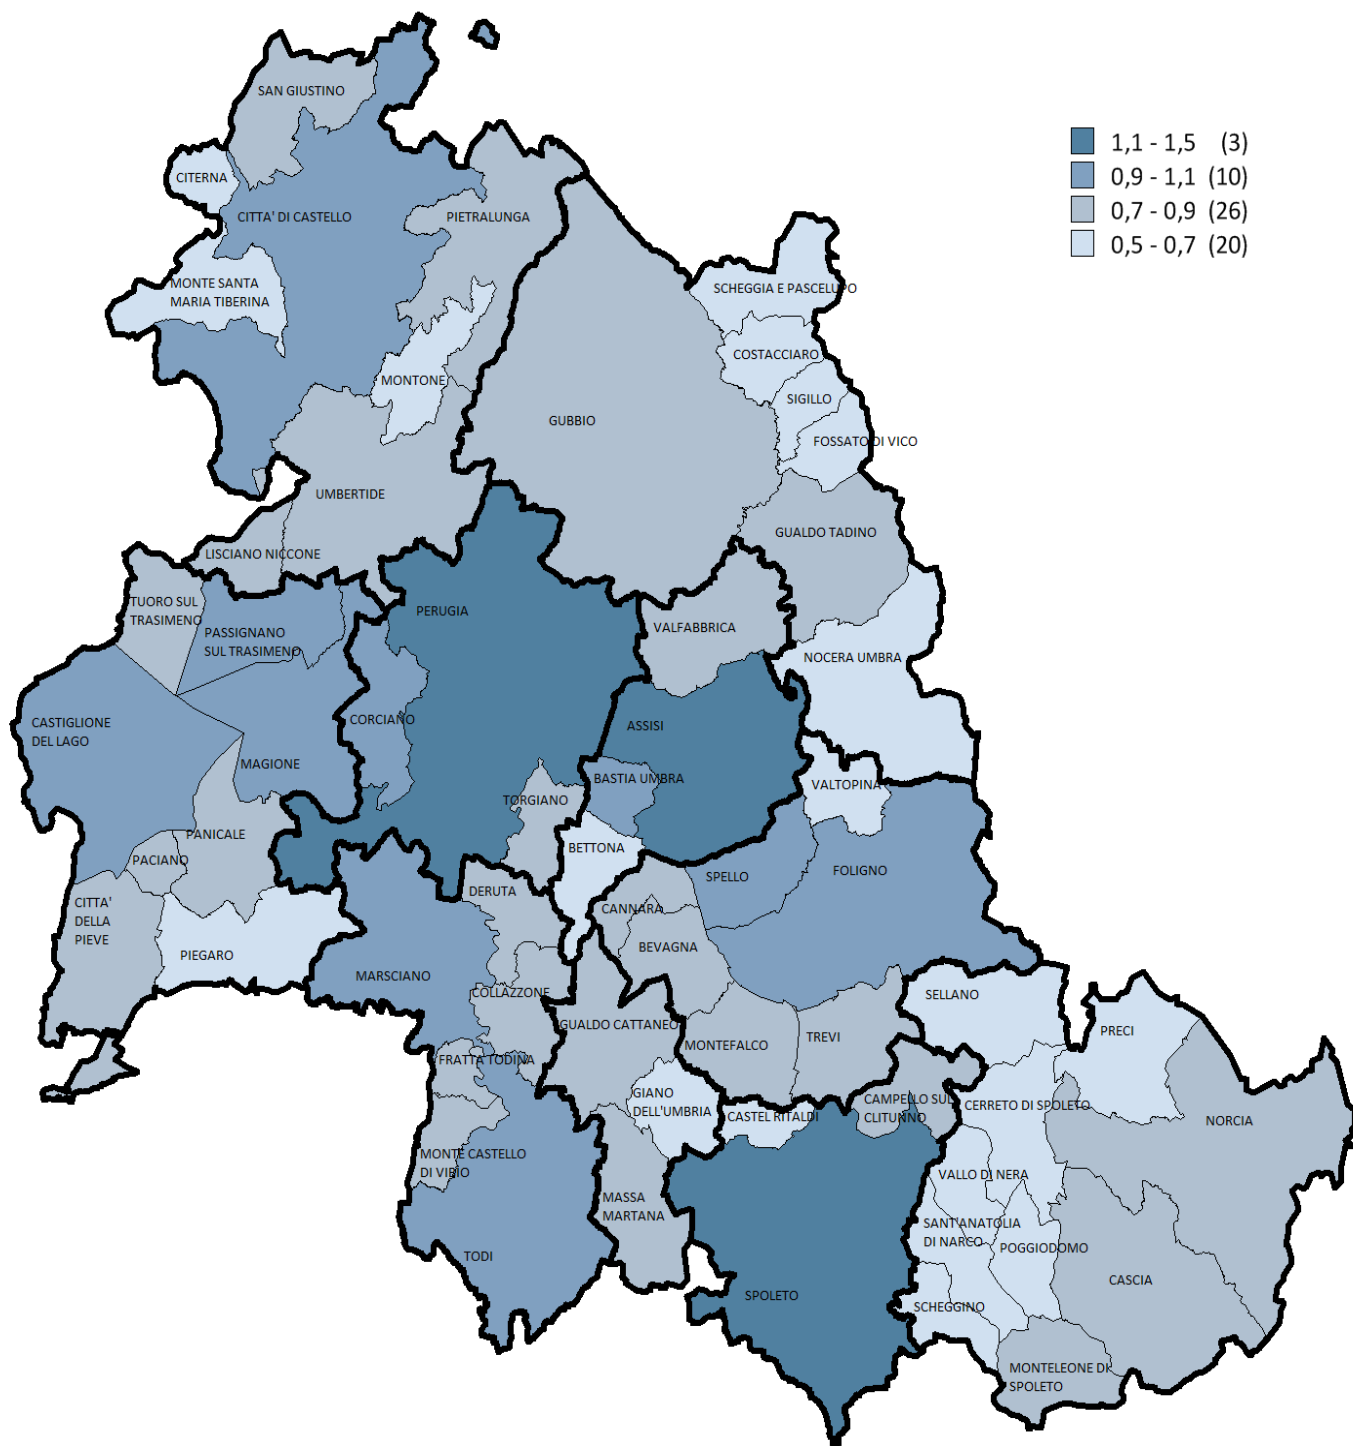 SAN GIUSTINO
1,1 - 1,5 (3)
0,9 - 1,1 (10)
0,7 - 0,9 (26)
0,5 - 0,7 (20)
CITERNA
CITTA' DI CASTELLO
PIETRALUNGA
MONTE SANTA
MARIA TIBERINA
SCHEGGIA E PASCELUPO
COSTACCIARO
MONTONE
SIGILLO
GUBBIO
FOSSATO DI VICO
UMBERTIDE
GUALDO TADINO
LISCIANO NICCONE
TUORO SUL
TRASIMENO
PERUGIA
PASSIGNANO
SUL TRASIMENO
VALFABBRICA
NOCERA UMBRA
CASTIGLIONE
DEL LAGO
CORCIANO
ASSISI
MAGIONE
BASTIA UMBRA
VALTOPINA
TORGIANO
PANICALE
BETTONA
PACIANO
SPELLO
FOLIGNO
DERUTA
CITTA'
DELLA
PIEVE
CANNARA
BEVAGNA
PIEGARO
MARSCIANO
COLLAZZONE
SELLANO
GUALDO CATTANEO
PRECI
MONTEFALCO
TREVI
FRATTA TODINA
GIANO
DELL'UMBRIA
CASTEL RITALDI
CAMPELLO SUL
CLITUNNO
CERRETO DI SPOLETO
NORCIA
MONTE CASTELLO
DI VIBIO
VALLO DI NERA
MASSA
MARTANA
SANT'ANATOLIA
DI NARCO
POGGIODOMO
TODI
CASCIA
SPOLETO
SCHEGGINO
MONTELEONE DI
SPOLETO